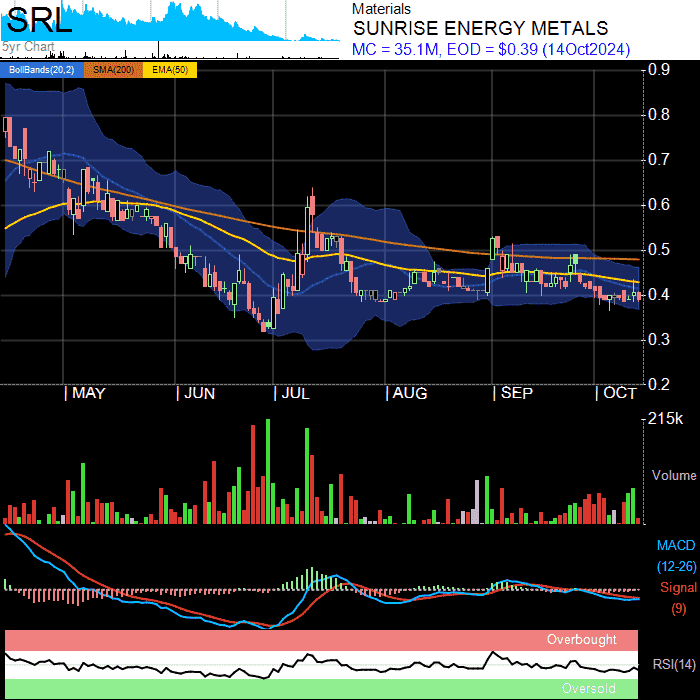 SRL
5yr Chart
Materials
SUNRISE ENERGY METALS
MC = 35.1M, EOD = $0.39 (14Oct2024)
BollBands(20,2) SMA(200) EMA(50)
0.9
0.8
0.7
0.6
0.5
0.4
0.3
0.2
| MAY | JUN | JUL | AUG | SEP | OCT
215k
Volume
MACD
(12-26)
Signal
(9)
Overbought
RSI(14)
Oversold